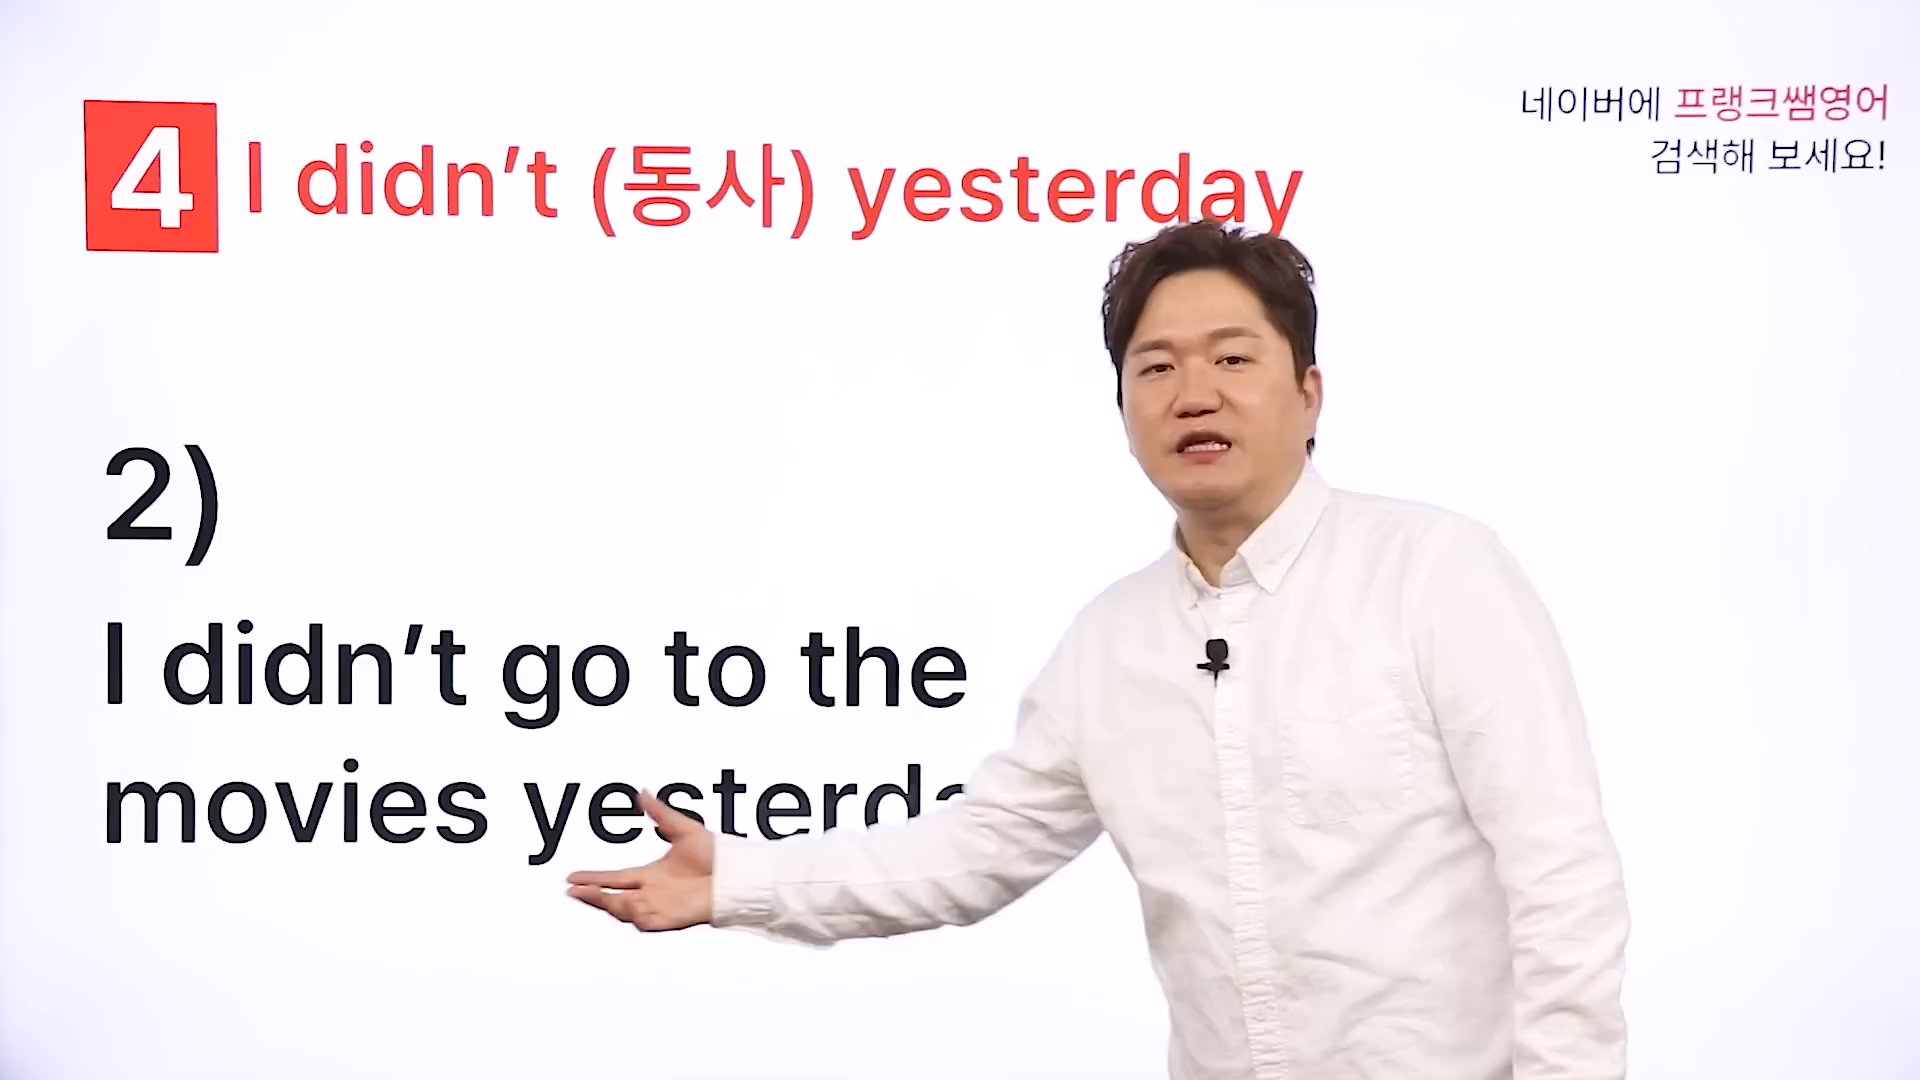 4 I didn’t (동사) yesterday
네이버에 프랭크쌤영어
검색해 보세요!
2)
I didn’t go to the
movies